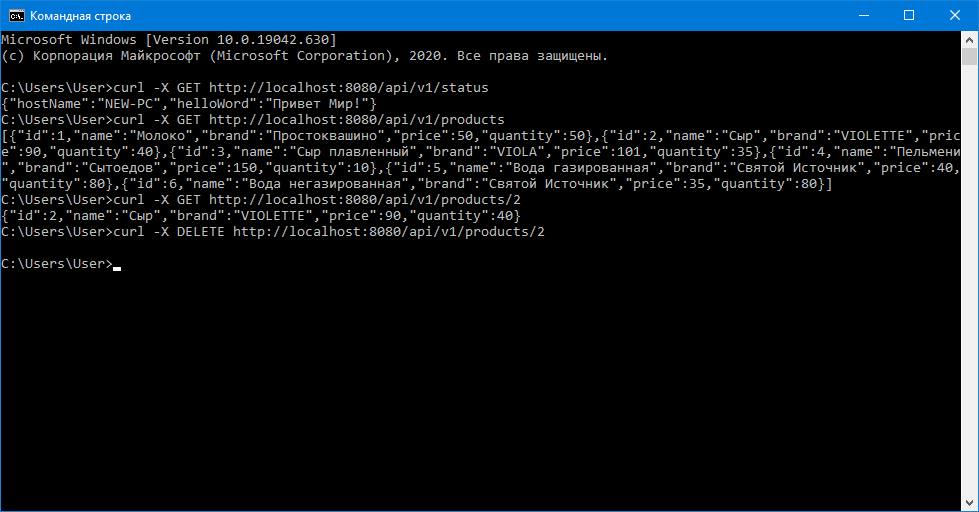 Командная строка
Microsoft Windows [Version 10.0.19042.630]
(c) Корпорация Майкрософт (Microsoft Corporation), 2020. Все права защищены.
C:\Users\User>curl -X GET http://localhost:8080/api/v1/status
{"hostName":"NEW-PC","helloWord":"Привет Мир!"}
C:\Users\User>curl -X GET http://localhost:8080/api/v1/products
[{"id":1,"name":"Молоко","brand":"Простоквашино","price":50,"quantity":50},{"id":2,"name":"Сыр","brand":"VIOLETTE","pric
e":90,"quantity":40},{"id":3,"name":"Сыр плавленный","brand":"VIOLA","price":101,"quantity":35},{"id":4,"name":"Пельмени
","brand":"Сытоедов","price":150,"quantity":10},{"id":5,"name":"Вода газированная","brand":"Святой Источник","price":40,
"quantity":80},{"id":6,"name":"Вода негазированная","brand":"Святой Источник","price":35,"quantity":80}]
C:\Users\User>curl -X GET http://localhost:8080/api/v1/products/2
{"id":2,"name":"Сыр","brand":"VIOLETTE","price":90,"quantity":40}
C:\Users\User>curl -X DELETE http://localhost:8080/api/v1/products/2
C:\Users\User>